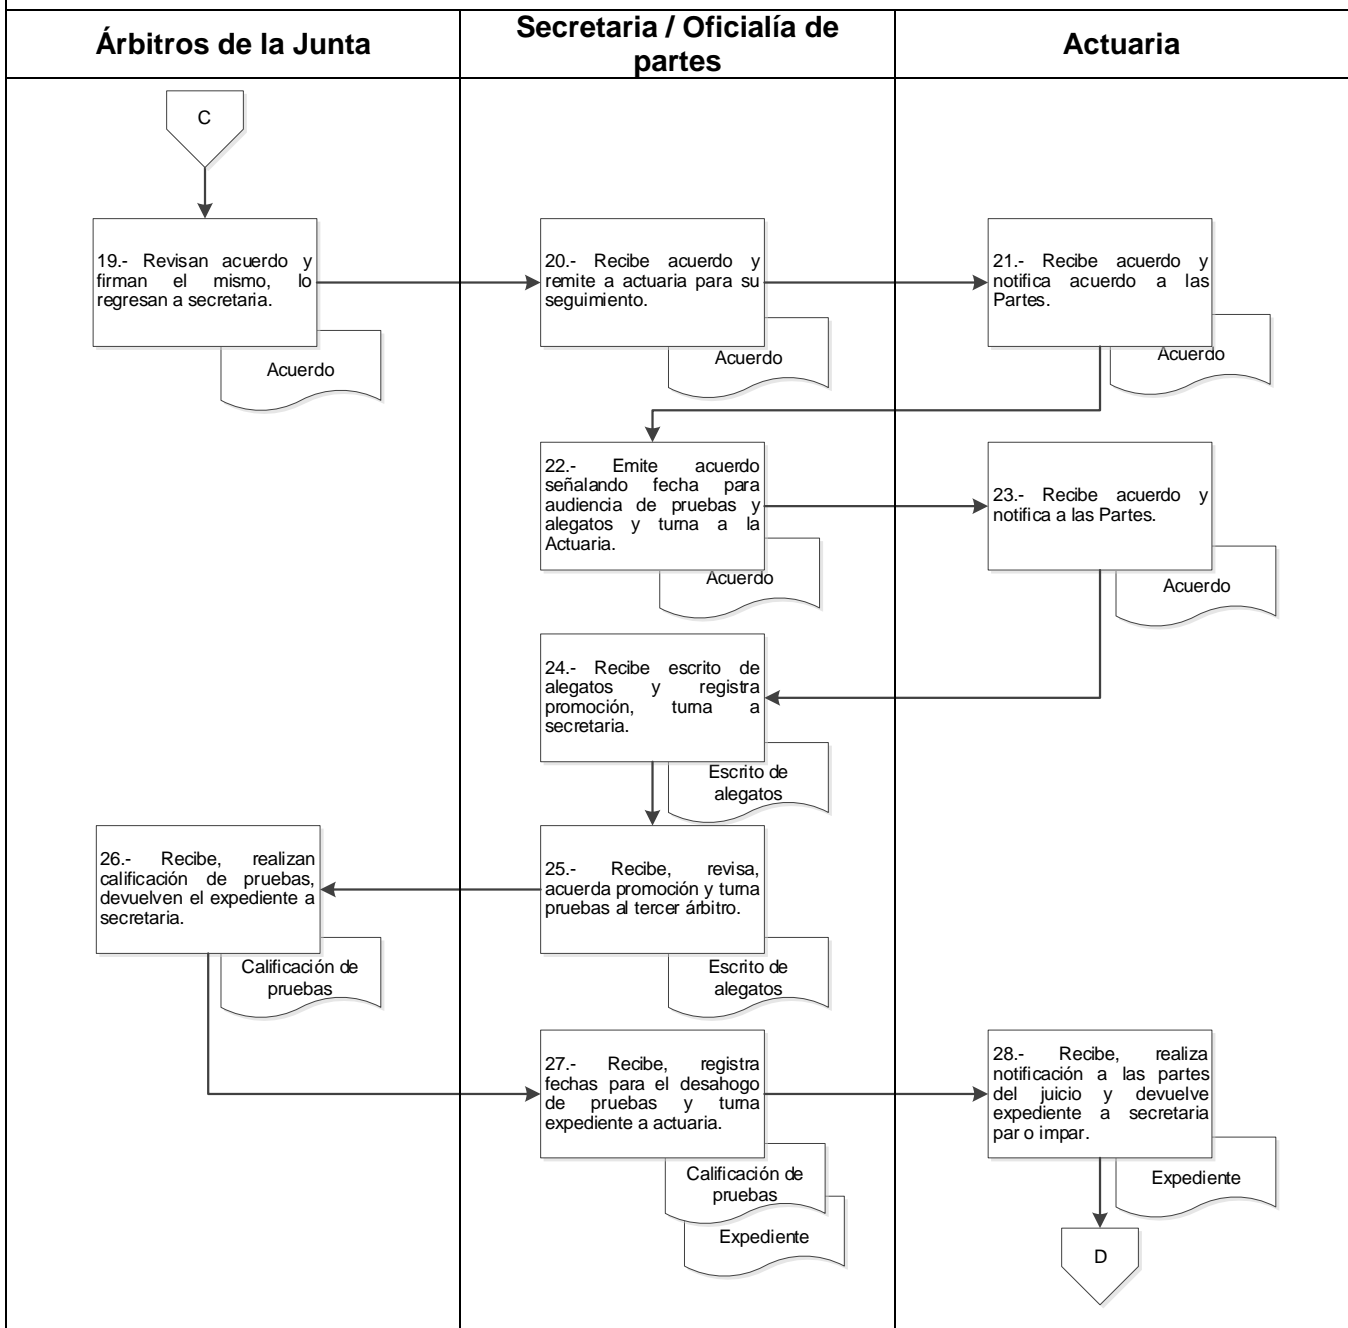 Árbitros de la Junta
Secretaria / Oficialía de
partes
Actuaria
C
19.- Revisan acuerdo y
firman el mismo, lo
regresan a secretaria.
Acuerdo
20.- Recibe acuerdo y
remite a actuaria para su
seguimiento.
Acuerdo
21.- Recibe acuerdo y
notifica acuerdo a las
Partes.
Acuerdo
22.- Emite acuerdo
señalando fecha para
audiencia de pruebas y
alegatos y turna a la
Actuaria.
Acuerdo
23.- Recibe acuerdo y
notifica a las Partes.
Acuerdo
24.- Recibe escrito de
alegatos y registra
promoción, turna a
secretaria.
Escrito de
alegatos
26.- Recibe, realizan
calificación de pruebas,
devuelven el expediente a
secretaria.
Calificación de
pruebas
25.- Recibe, revisa,
acuerda promoción y turna
pruebas al tercer árbitro.
Escrito de
alegatos
27.- Recibe, registra
fechas para el desahogo
de pruebas y turna
expediente a actuaria.
Calificación de
pruebas
Expediente
28.- Recibe, realiza
notificación a las partes
del juicio y devuelve
expediente a secretaria
par o impar.
Expediente
D